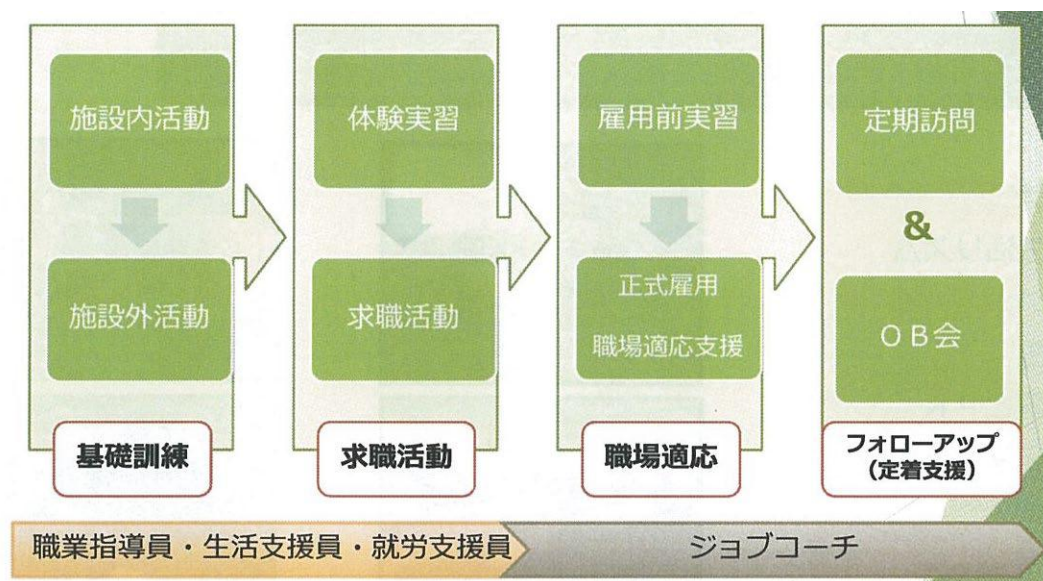 施設内活動
施設外活動
基礎訓練
体験実習
求職活動
求職活動
雇用前実習
正式雇用
職場適応支援
職場適応
定期訪問
&
ＯＢ会
フォローアップ
(定着支援)
職業指導員・生活支援員・就労支援員
ジョブコーチ